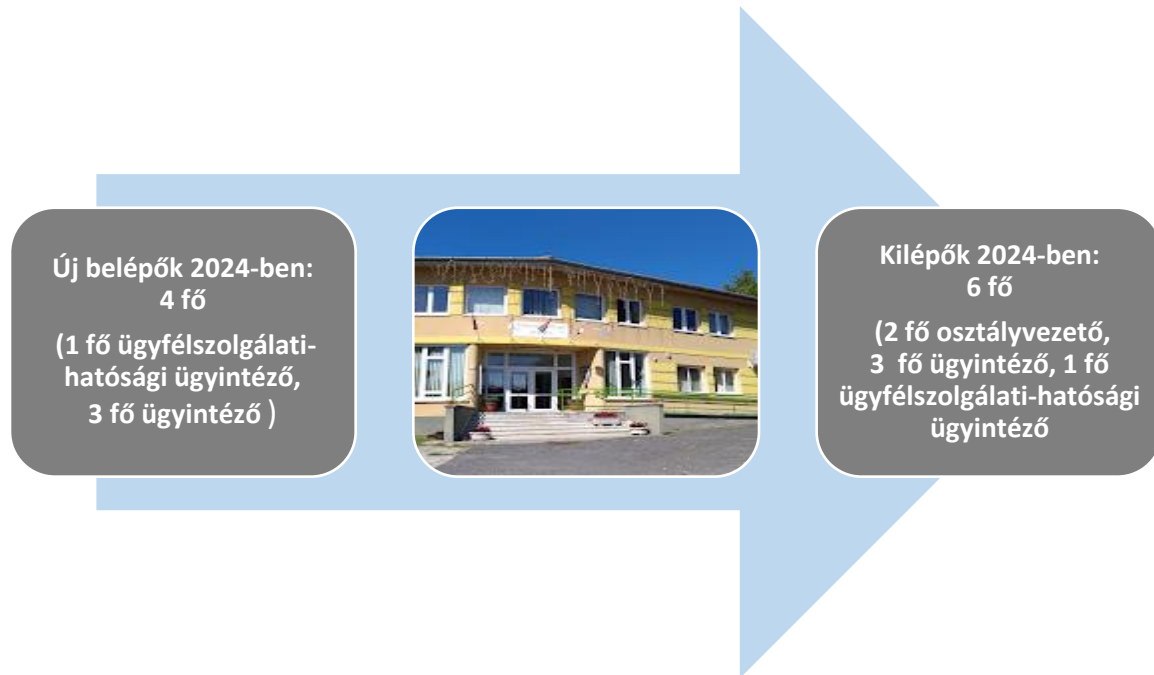 Új belépők 2024-ben:
4 fő
(1 fő ügyfélszolgálati-
hatósági ügyintéző,
3 fő ügyintéző )
Kilépők 2024-ben:
6 fő
(2 fő osztályvezető,
3  fő ügyintéző, 1 fő
ügyfélszolgálati-hatósági
ügyintéző